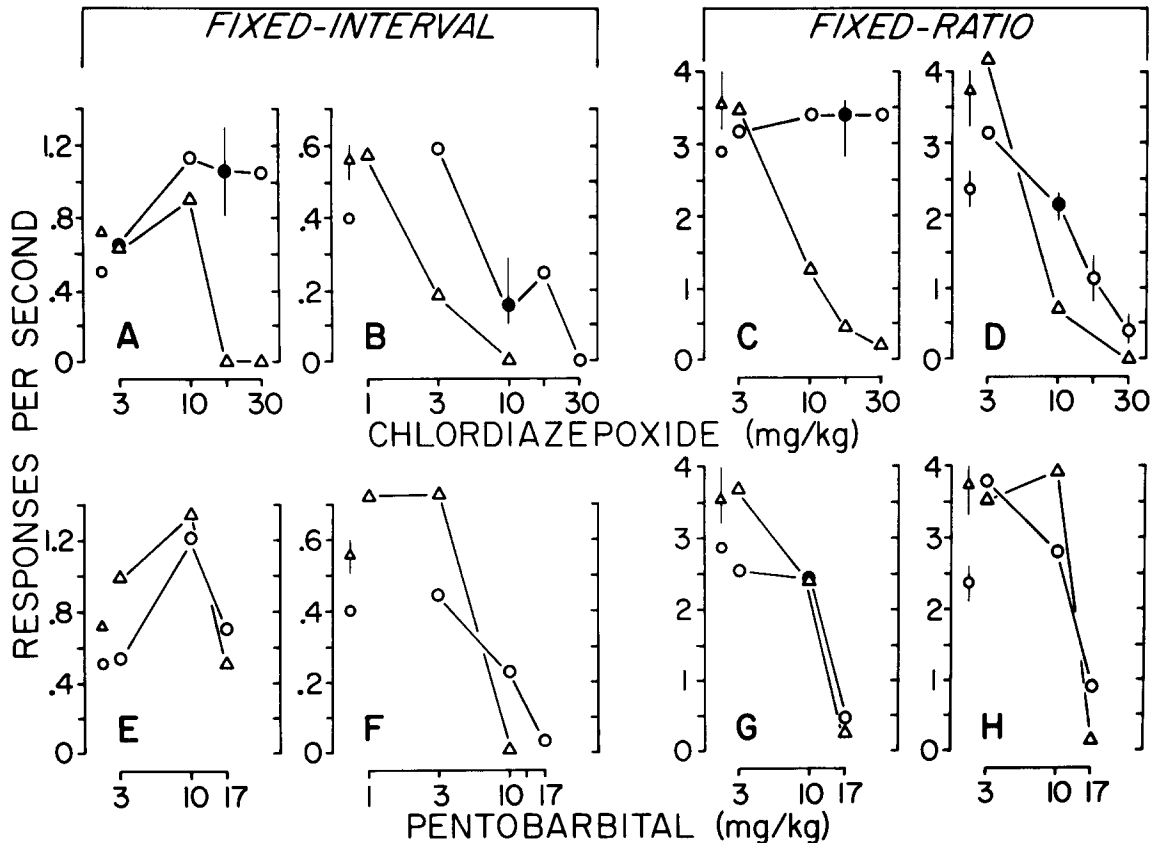 FIXED-INTERVAL FIXED-RATIO
RESPONSES PER SECOND
1.2
.8
.4
0
A
3 10 30
.6
.4
.2
0
B
1 3 10 30
4
3
2
1
0
C
3 10 30
4
3
2
1
0
D
3 10 30
CHLORDIAZEPOXIDE (mg/kg)
1.2
.8
.4
0
E
3 10 17
.6
.4
.2
0
F
1 3 10 17
4
3
2
1
0
G
3 10 17
4
3
2
1
0
H
3 10 17
PENTOBARBITAL (mg/kg)